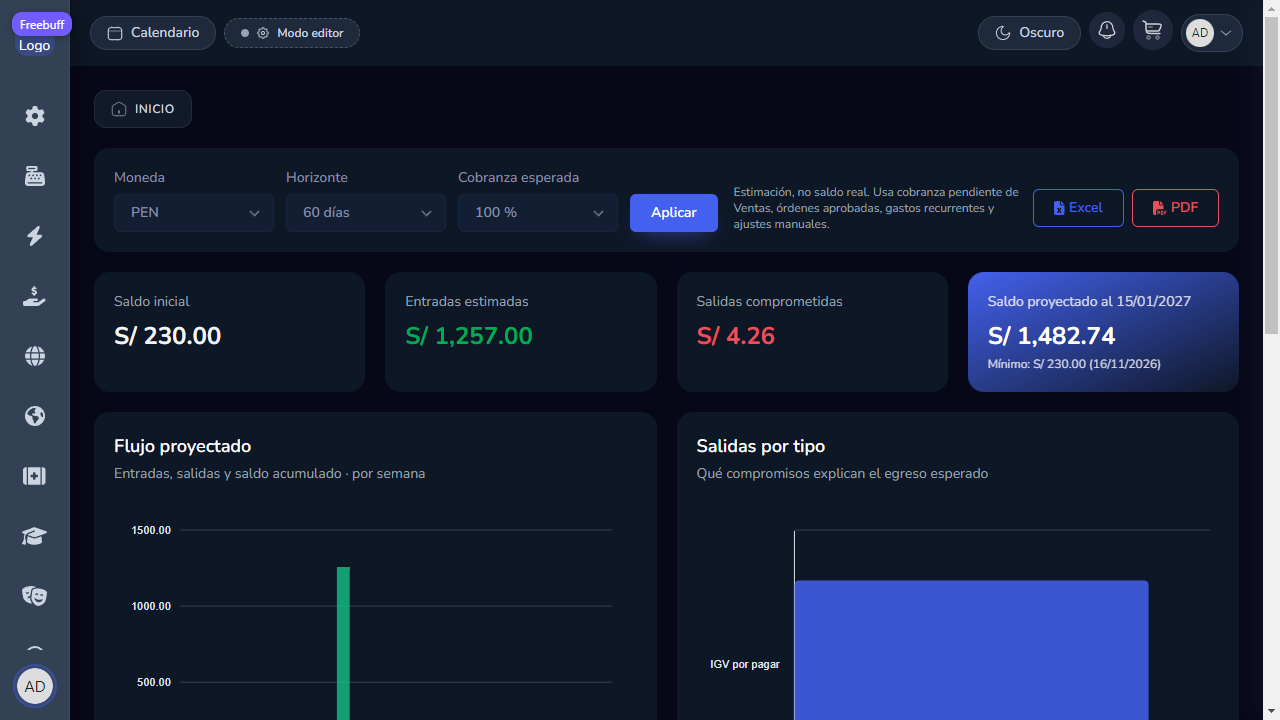 Freebuff
Logo
Calendario
Modo editor
Oscuro
AD
INICIO
Moneda
Horizonte
Cobranza esperada
PEN
60 días
100 %
Aplicar
Estimación, no saldo real. Usa cobranza pendiente de
Ventas, órdenes aprobadas, gastos recurrentes y
ajustes manuales.
Excel
PDF
Saldo inicial
S/ 230.00
Entradas estimadas
S/ 1,257.00
Salidas comprometidas
S/ 4.26
Saldo proyectado al 15/01/2027
S/ 1,482.74
Mínimo: S/ 230.00 (16/11/2026)
Flujo proyectado
Entradas, salidas y saldo acumulado · por semana
1500.00
1000.00
500.00
Salidas por tipo
Qué compromisos explican el egreso esperado
IGV por pagar
AD